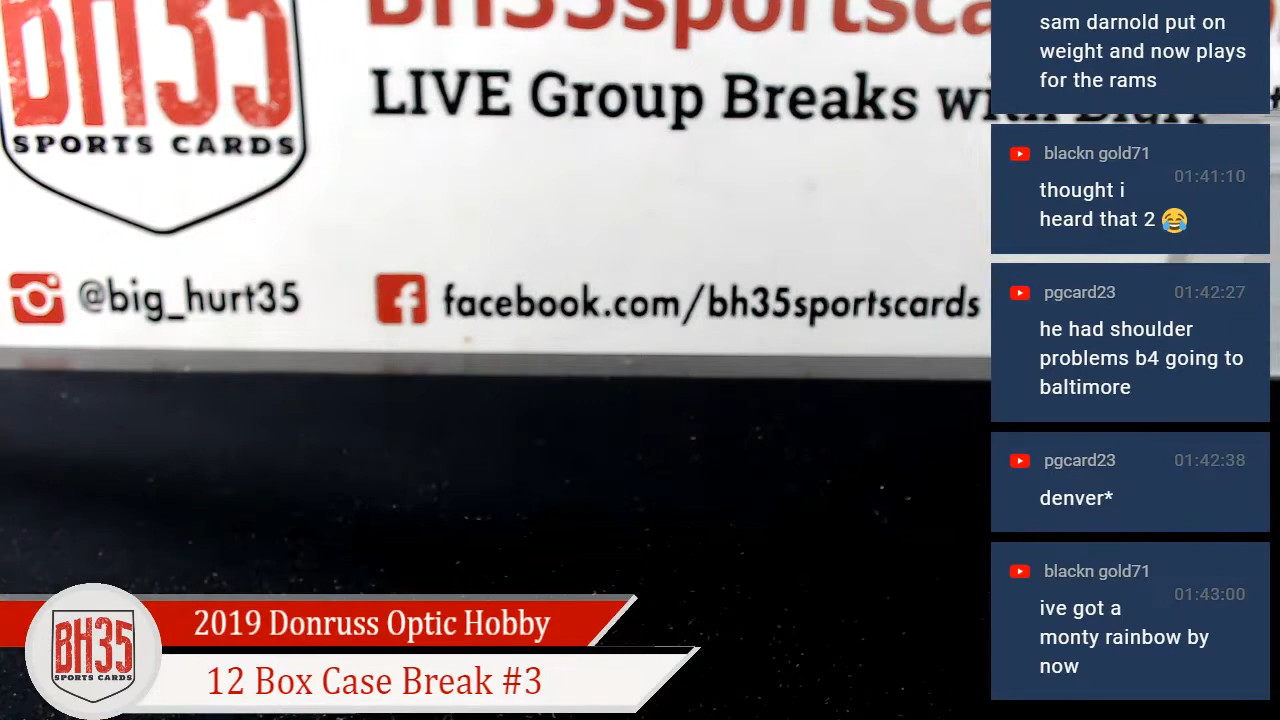 BH35
SPORTS CARDS
BH35sportsca
LIVE Group Breaks with BigH
@big_hurt35
facebook.com/bh35sportscards
sam darnold put on
weight and now plays
for the rams
blackn gold71
01:41:10
thought i
heard that 2 😂
pgcard23 01:42:27
he had shoulder
problems b4 going to
baltimore
pgcard23 01:42:38
denver*
blackn gold71
01:43:00
ive got a
monty rainbow by
now
BH35
SPORTS CARDS
2019 Donruss Optic Hobby
12 Box Case Break #3